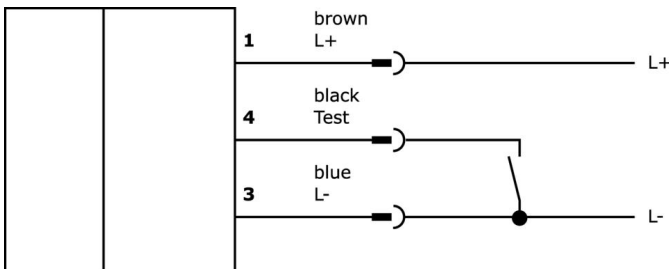 brown
1 L+
L+
black
4 Test
blue
3 L-
L-